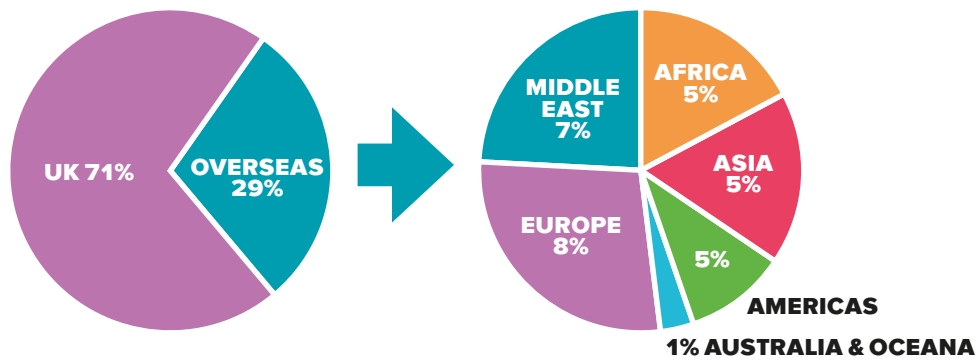 UK 71%
OVERSEAS
29%
MIDDLE
EAST
7%
AFRICA
5%
ASIA
5%
EUROPE
8%
5%
AMERICAS
1% AUSTRALIA & OCEANA